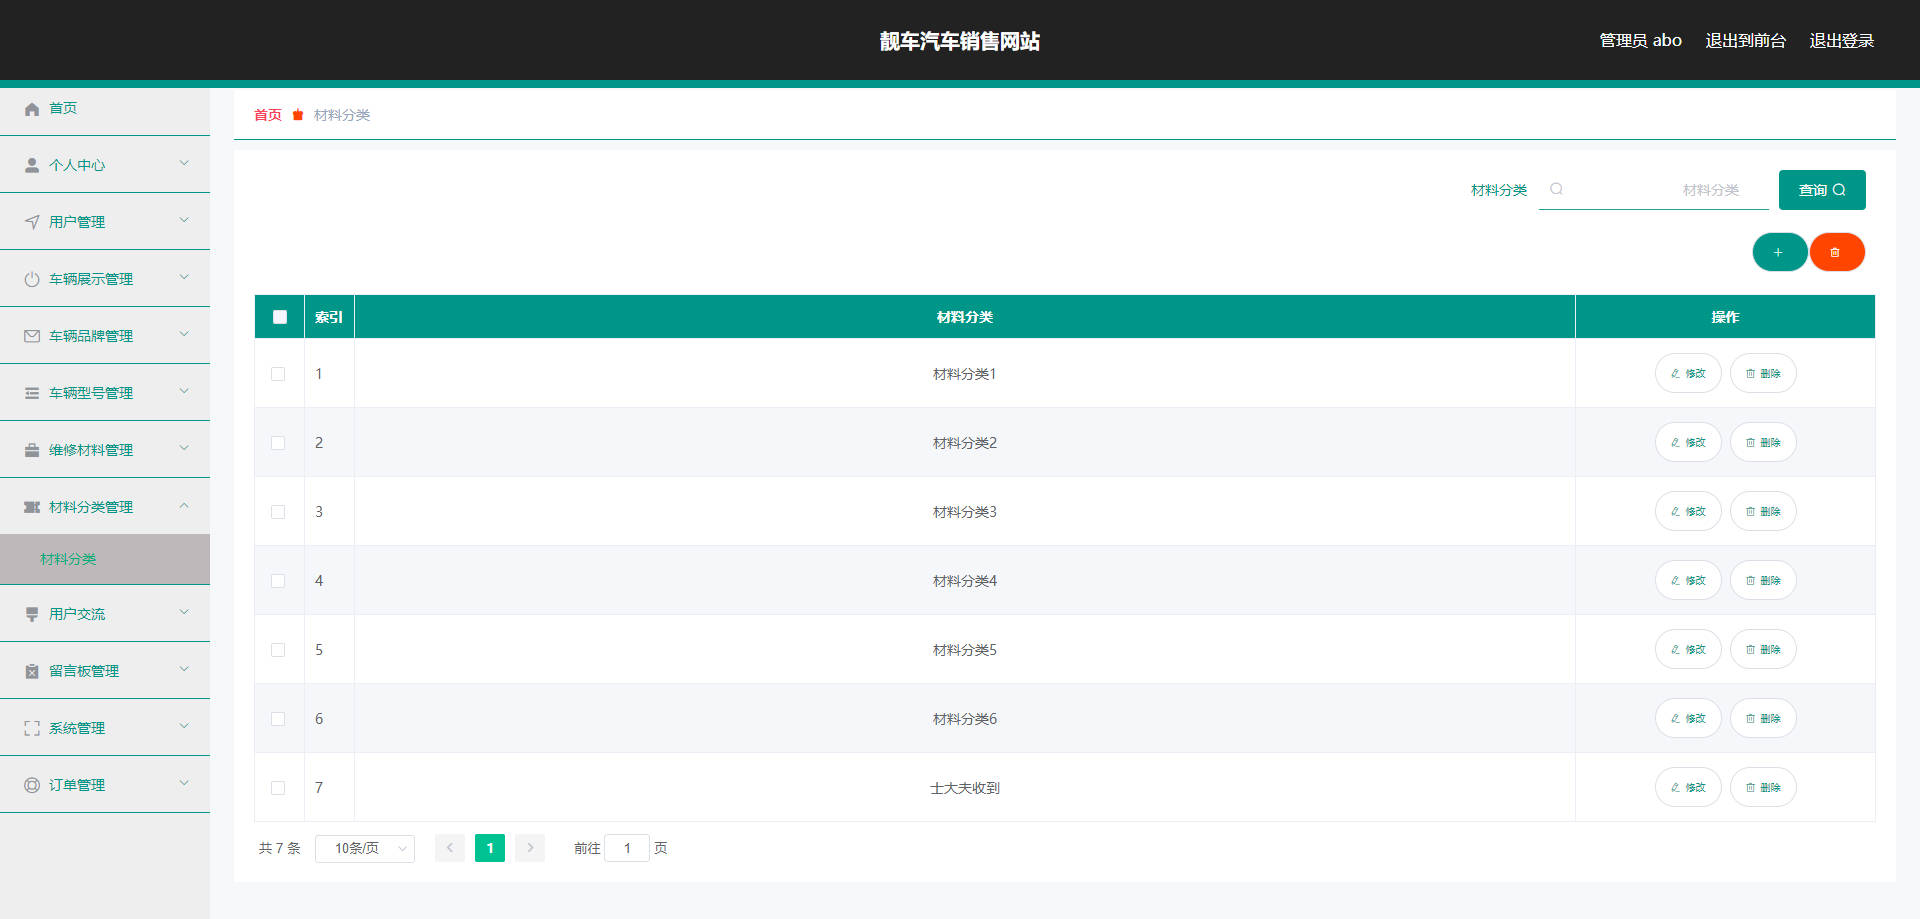 靓车汽车销售网站
管理员 abo 退出到前台 退出登录
首页
个人中心
用户管理
车辆展示管理
车辆品牌管理
车辆型号管理
维修材料管理
材料分类管理
材料分类
用户交流
留言板管理
系统管理
订单管理
首页 材料分类
材料分类 材料分类 查询
索引 材料分类 操作
1 材料分类1 修改 删除
2 材料分类2 修改 删除
3 材料分类3 修改 删除
4 材料分类4 修改 删除
5 材料分类5 修改 删除
6 材料分类6 修改 删除
7 士大夫收到 修改 删除
共 7 条 10条/页 1 前往 1 页